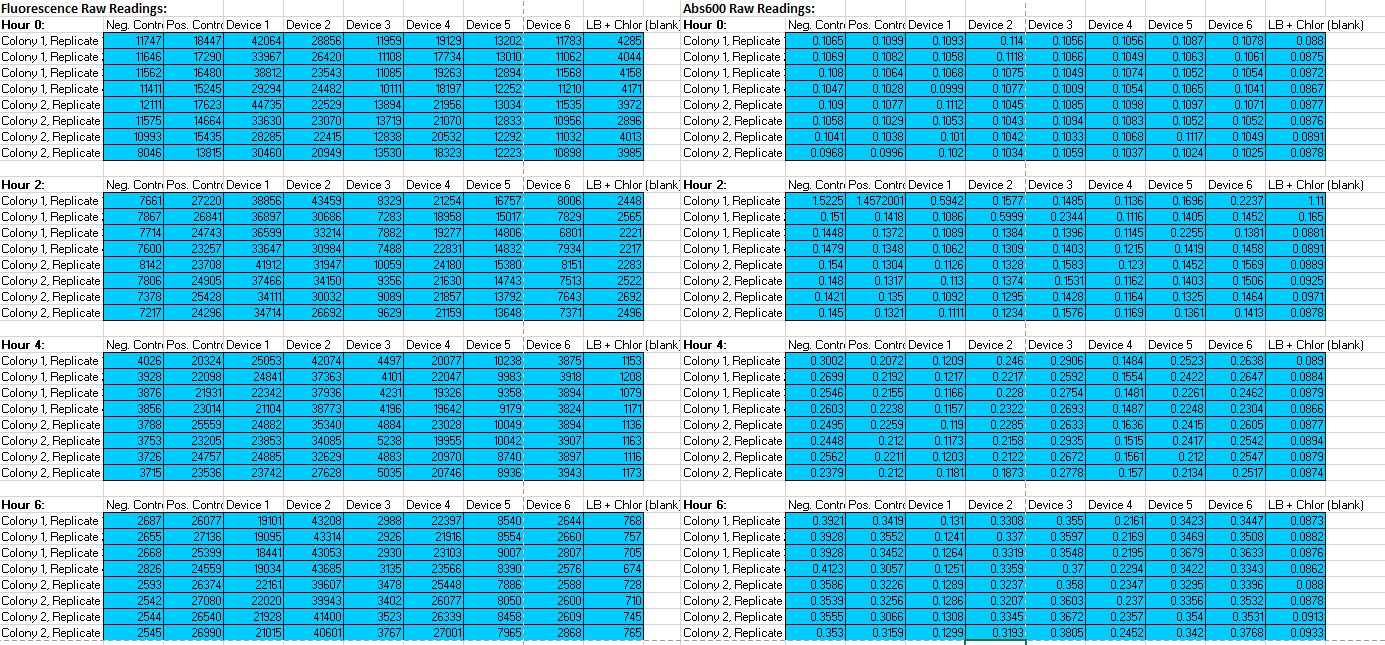 Fluorescence Raw Readings: Abs600 Raw Readings:
Hour 0: Neg. Contr Pos. Contr Device 1 Device 2 Device 3 Device 4 Device 5 Device 6 LB + Chlor (blank Hour 0: Neg. Contr Pos. Contr Device 1 Device 2 Device 3 Device 4 Device 5 Device 6 LB + Chlor (blank)
Colony 1, Replicate 11747 18447 42064 28856 11959 19129 13202 11783 4285 Colony 1, Replicate 0.1065 0.1099 0.1093 0.114 0.1056 0.1056 0.1087 0.1078 0.088
Colony 1, Replicate 11646 17290 33967 26420 11108 17734 13010 11062 4044 Colony 1, Replicate 0.1069 0.1082 0.1058 0.1118 0.1066 0.1049 0.1063 0.1061 0.0875
Colony 1, Replicate 11562 16480 38812 23543 11085 19263 12894 11568 4158 Colony 1, Replicate 0.108 0.1064 0.1068 0.1075 0.1049 0.1074 0.1052 0.1054 0.0872
Colony 1, Replicate 11411 15245 29294 24482 10111 18197 12252 11210 4171 Colony 1, Replicate 0.1047 0.1028 0.0999 0.1077 0.1009 0.1054 0.1065 0.1041 0.0867
Colony 2, Replicate 12111 17623 44735 22529 13894 21956 13034 11535 3972 Colony 2, Replicate 0.109 0.1077 0.1112 0.1045 0.1085 0.1098 0.1097 0.1071 0.0877
Colony 2, Replicate 11575 14664 33630 23070 13719 21070 12833 10956 2896 Colony 2, Replicate 0.1058 0.1029 0.1053 0.1043 0.1094 0.1083 0.1052 0.1052 0.0876
Colony 2, Replicate 10993 15435 28285 22415 12838 20532 12292 11032 4013 Colony 2, Replicate 0.1041 0.1038 0.101 0.1042 0.1033 0.1068 0.1117 0.1049 0.0891
Colony 2, Replicate 8046 13815 30460 20949 13530 18323 12223 10898 3985 Colony 2, Replicate 0.0968 0.0996 0.102 0.1034 0.1059 0.1037 0.1024 0.1025 0.0878
Hour 2: Neg. Contr Pos. Contr Device 1 Device 2 Device 3 Device 4 Device 5 Device 6 LB + Chlor (blank Hour 2: Neg. Contr Pos. Contr Device 1 Device 2 Device 3 Device 4 Device 5 Device 6 LB + Chlor (blank)
Colony 1, Replicate 7661 27220 38856 43459 8329 21254 16757 8006 2448 Colony 1, Replicate 1.5225 1.4572001 0.5942 0.1577 0.1485 0.1136 0.1696 0.2237 1.11
Colony 1, Replicate 7867 26841 36897 30686 7283 18958 15017 7829 2565 Colony 1, Replicate 0.151 0.1418 0.1086 0.5999 0.2344 0.1116 0.1405 0.1452 0.165
Colony 1, Replicate 7714 24743 36599 33214 7882 19277 14806 6801 2221 Colony 1, Replicate 0.1448 0.1372 0.1089 0.1384 0.1396 0.1145 0.2255 0.1381 0.0881
Colony 1, Replicate 7600 23257 33647 30984 7488 22831 14832 7934 2217 Colony 1, Replicate 0.1479 0.1348 0.1062 0.1309 0.1403 0.1215 0.1419 0.1458 0.0891
Colony 2, Replicate 8142 23708 41912 31947 10059 24180 15380 8151 2283 Colony 2, Replicate 0.154 0.1304 0.1126 0.1328 0.1583 0.123 0.1452 0.1569 0.0889
Colony 2, Replicate 7806 24905 37466 34150 9356 21630 14743 7513 2522 Colony 2, Replicate 0.148 0.1317 0.113 0.1374 0.1531 0.1162 0.1403 0.1506 0.0925
Colony 2, Replicate 7378 25428 34111 30032 9089 21857 13792 7643 2692 Colony 2, Replicate 0.1421 0.135 0.1092 0.1295 0.1428 0.1164 0.1325 0.1464 0.0971
Colony 2, Replicate 7217 24296 34714 26692 9629 21159 13648 7371 2496 Colony 2, Replicate 0.145 0.1321 0.1111 0.1234 0.1576 0.1169 0.1361 0.1413 0.0878
Hour 4: Neg. Contr Pos. Contr Device 1 Device 2 Device 3 Device 4 Device 5 Device 6 LB + Chlor (blank Hour 4: Neg. Contr Pos. Contr Device 1 Device 2 Device 3 Device 4 Device 5 Device 6 LB + Chlor (blank)
Colony 1, Replicate 4026 20324 25053 42074 4497 20077 10238 3875 1153 Colony 1, Replicate 0.3002 0.2072 0.1209 0.246 0.2906 0.1484 0.2523 0.2638 0.089
Colony 1, Replicate 3928 22098 24841 37363 4101 22047 9983 3918 1208 Colony 1, Replicate 0.2699 0.2192 0.1217 0.2217 0.2592 0.1554 0.2422 0.2647 0.0884
Colony 1, Replicate 3876 21931 22342 37936 4231 19326 9358 3894 1079 Colony 1, Replicate 0.2546 0.2155 0.1166 0.228 0.2754 0.1481 0.2261 0.2462 0.0879
Colony 1, Replicate 3856 23014 21104 38773 4196 19642 9179 3824 1171 Colony 1, Replicate 0.2603 0.2238 0.1157 0.2322 0.2693 0.1487 0.2248 0.2304 0.0866
Colony 2, Replicate 3788 25559 24882 35340 4884 23028 10049 3894 1136 Colony 2, Replicate 0.2495 0.2259 0.119 0.2285 0.2633 0.1636 0.2415 0.2605 0.0877
Colony 2, Replicate 3753 23205 23853 34085 5238 19955 10042 3907 1163 Colony 2, Replicate 0.2448 0.212 0.1173 0.2158 0.2935 0.1515 0.2417 0.2542 0.0894
Colony 2, Replicate 3726 24757 24885 32629 4883 20970 8740 3897 1116 Colony 2, Replicate 0.2562 0.2211 0.1203 0.2122 0.2672 0.1561 0.212 0.2547 0.0879
Colony 2, Replicate 3715 23536 23742 27628 5035 20746 8936 3943 1173 Colony 2, Replicate 0.2379 0.212 0.1181 0.1873 0.2778 0.157 0.2134 0.2517 0.0874
Hour 6: Neg. Contr Pos. Contr Device 1 Device 2 Device 3 Device 4 Device 5 Device 6 LB + Chlor (blank Hour 6: Neg. Contr Pos. Contr Device 1 Device 2 Device 3 Device 4 Device 5 Device 6 LB + Chlor (blank)
Colony 1, Replicate 2687 26077 19101 43208 2988 22397 8540 2644 768 Colony 1, Replicate 0.3921 0.3419 0.131 0.3308 0.355 0.2161 0.3423 0.3447 0.0873
Colony 1, Replicate 2655 27136 19095 43314 2926 21916 8554 2660 757 Colony 1, Replicate 0.3928 0.3552 0.1241 0.337 0.3597 0.2169 0.3469 0.3508 0.0882
Colony 1, Replicate 2668 25399 18441 43053 2930 23103 9007 2807 705 Colony 1, Replicate 0.3928 0.3452 0.1264 0.3319 0.3548 0.2195 0.3679 0.3633 0.0876
Colony 1, Replicate 2826 24559 19034 43685 3135 23566 8390 2576 674 Colony 1, Replicate 0.4123 0.3057 0.1251 0.3359 0.37 0.2294 0.3422 0.3343 0.0862
Colony 2, Replicate 2593 26374 22161 39607 3478 25448 7886 2588 728 Colony 2, Replicate 0.3586 0.3226 0.1289 0.3237 0.358 0.2347 0.3295 0.3396 0.088
Colony 2, Replicate 2542 27080 22020 39943 3402 26077 8050 2600 710 Colony 2, Replicate 0.3539 0.3256 0.1286 0.3207 0.3603 0.237 0.3356 0.3532 0.0878
Colony 2, Replicate 2544 26540 21928 41400 3523 26339 8458 2609 745 Colony 2, Replicate 0.3555 0.3066 0.1308 0.3345 0.3672 0.2357 0.354 0.3531 0.0913
Colony 2, Replicate 2545 26990 21015 40601 3767 27001 7965 2868 765 Colony 2, Replicate 0.353 0.3159 0.1299 0.3193 0.3805 0.2452 0.342 0.3768 0.0933